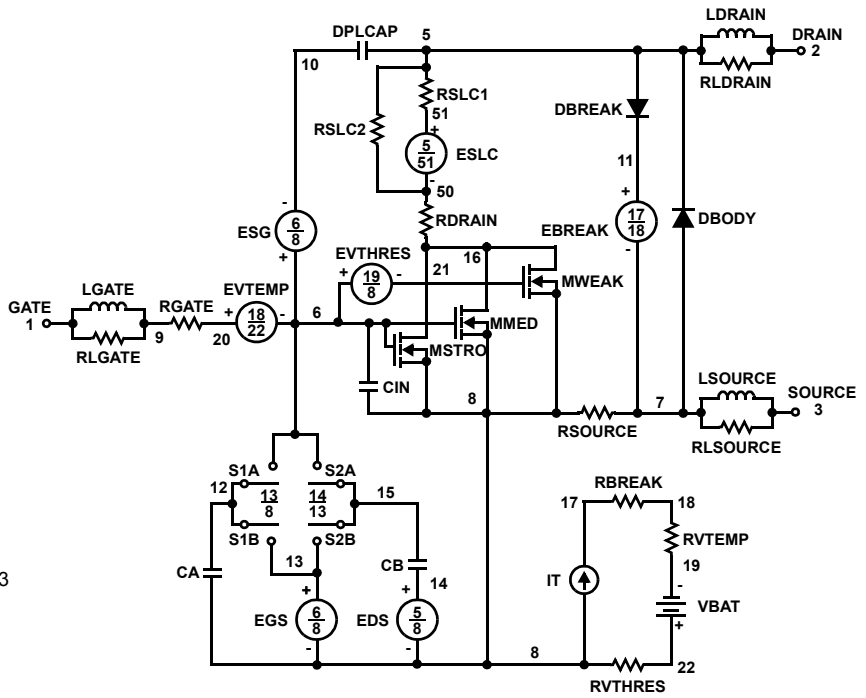 LDRAIN
DPLCAP 5 DRAIN
10 2
RSLC1 RLDRAIN
51 DBREAK
RSLC2 +
5
51 ESLC
11
- -
50 +
RDRAIN 17
18
6
8 DBODY
ESG EBREAK
+ EVTHRES 16 -
+ 19
8 - 21 MWEAK
LGATE EVTEMP
GATE RGATE + 18
22 - 6 MMED
1 9 20 MSTRO
RLGATE
CIN LSOURCE
8 7 SOURCE
3
RSOURCE RLSOURCE
S1A S2A RBREAK
12 13
8 14
13 15 17 18
S1B S2B RVTEMP
13 CB 19
CA IT -
3 + + 14 VBAT
EGS 6
8 EDS 5
8 +
- - 8 22
RVTHRES